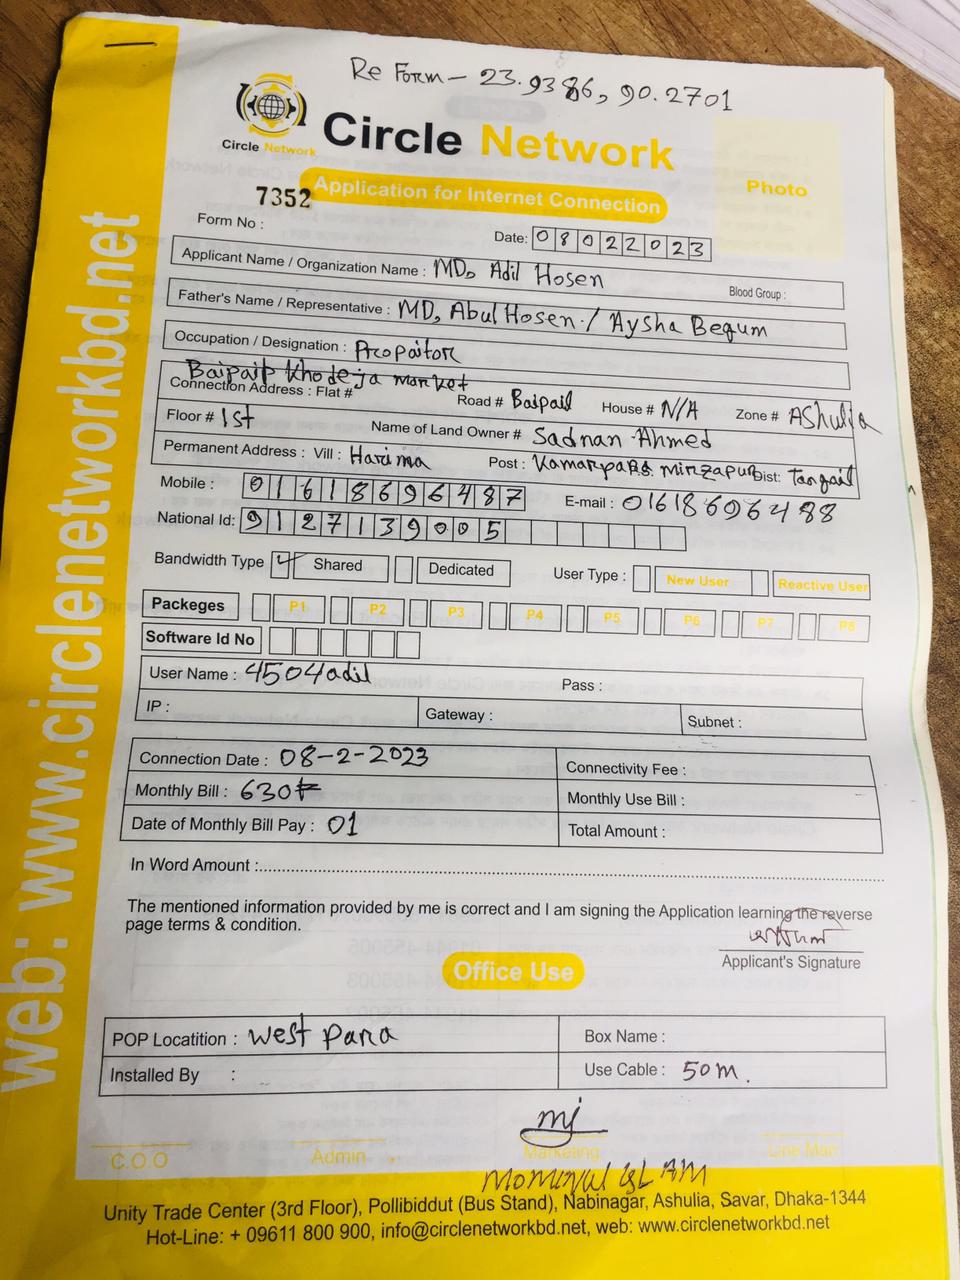 Re Form - 23.9386, 90.2701
Circle Network
Circle Network
Application for Internet Connection
Photo
7352
Form No :
Date: 08022023
Applicant Name / Organization Name : MD. Adil Hosen
Blood Group :
Father's Name / Representative : MD, Abul Hosen / Aysha Begum
Occupation / Designation : Propaitor
Baipail Khodeja market
Connection Address : Flat # Road # Baipail House # N/A Zone # AShulia
Floor # 1st Name of Land Owner # Sadnan Ahmed
Permanent Address : Vill : Harima Post : Kamarpara. mirzapur Dist: Tangail
Mobile : 01618696487 E-mail : 01618606488
National Id: 9127139005
Bandwidth Type Shared Dedicated User Type : New User Reactive User
Packeges P1 P2 P3 P4 P5 P6 P7 P8
Software Id No
User Name : 4504adil Pass :
IP : Gateway : Subnet :
Connection Date : 08-2-2023 Connectivity Fee :
Monthly Bill : 630 Monthly Use Bill :
Date of Monthly Bill Pay : 01 Total Amount :
In Word Amount :
The mentioned information provided by me is correct and I am signing the Application learning the reverse
page terms & condition.
Applicant's Signature
Office Use
POP Locatition : West para Box Name :
Installed By : Use Cable : 50m.
mj
C.O.O Admin Marketing Line Man
Unity Trade Center (3rd Floor), Pollibiddut (Bus Stand), Nabinagar, Ashulia, Savar, Dhaka-1344
Hot-Line: + 09611 800 900, info@circlenetworkbd.net, web: www.circlenetworkbd.net
web: www.circlenetworkbd.net